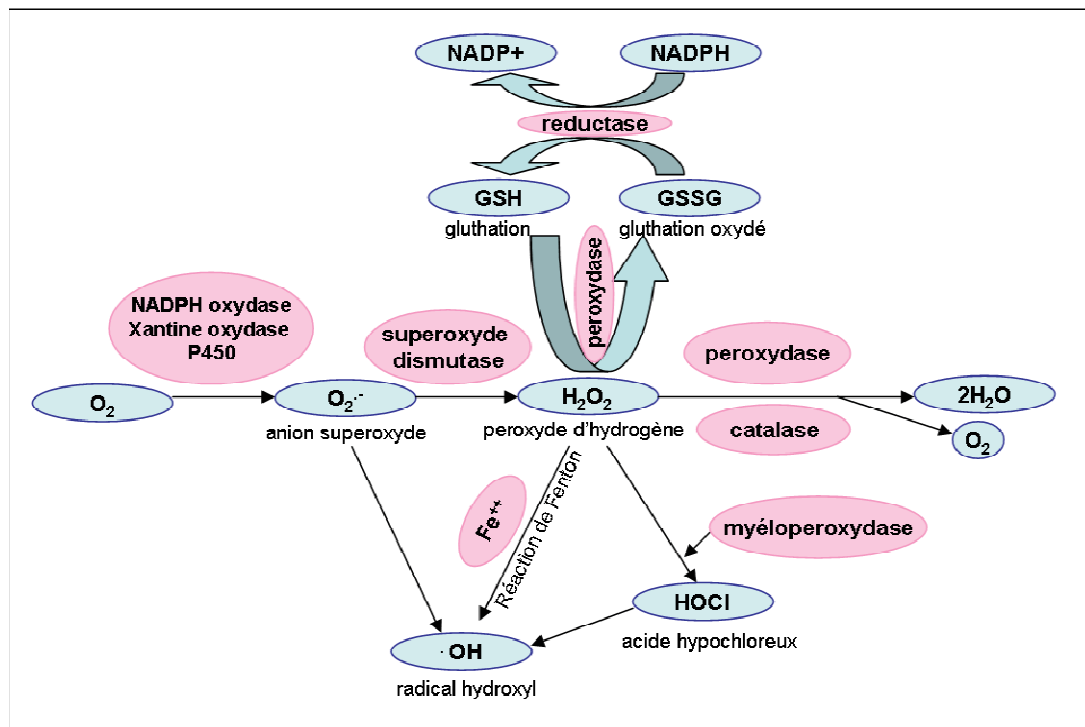 NADP+
NADPH
reductase
GSH
GSSG
gluthation
gluthation oxydé
peroxydase
NADPH oxydase
Xantine oxydase
P450
superoxyde
dismutase
peroxydase
O₂
O₂·⁻
H₂O₂
2H₂O
anion superoxyde
peroxyde d'hydrogène
catalase
O₂
Fe⁺⁺
Réaction de Fenton
myéloperoxydase
HOCl
acide hypochloreux
·OH
radical hydroxyl